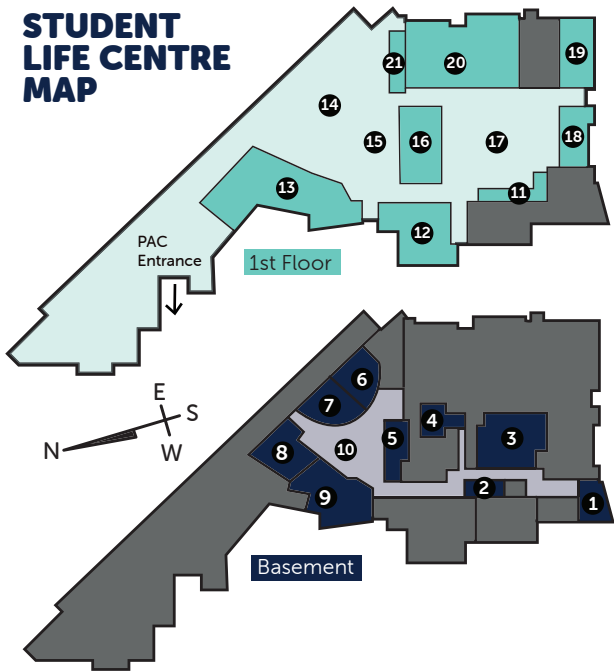 STUDENT
LIFE CENTRE
MAP
19
21
20
14
18
15
16
17
13
11
12
PAC
Entrance
1st Floor
E
S
N
W
6
7
4
5
3
8
10
9
2
1
Basement